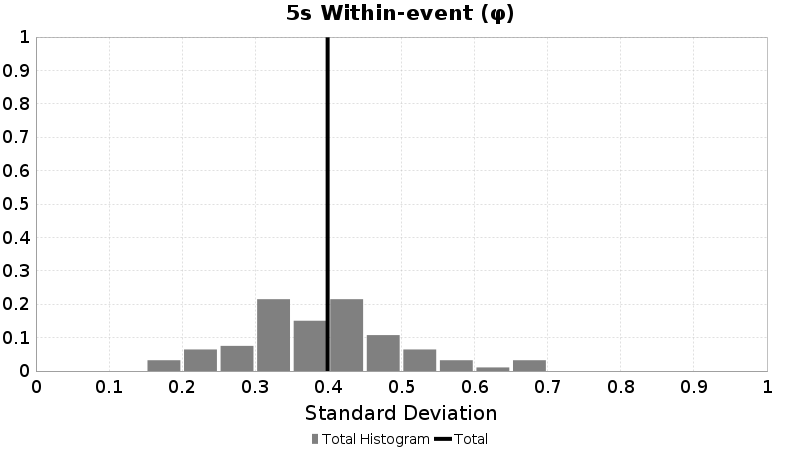 5s Within-event (φ)
1
0.9
0.8
0.7
0.6
0.5
0.4
0.3
0.2
0.1
0
0 0.1 0.2 0.3 0.4 0.5 0.6 0.7 0.8 0.9 1
Standard Deviation
Total Histogram Total